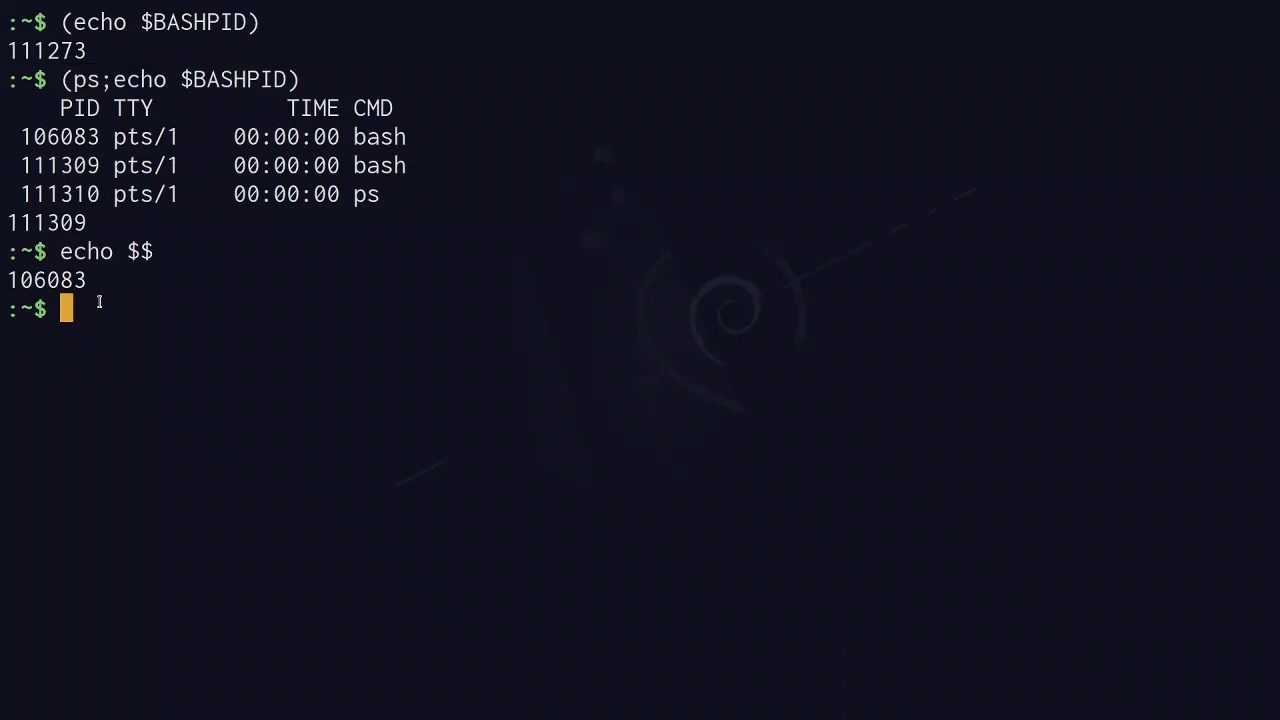 :~$ (echo $BASHPID)
111273
:~$ (ps;echo $BASHPID)
    PID TTY          TIME CMD
 106083 pts/1    00:00:00 bash
 111309 pts/1    00:00:00 bash
 111310 pts/1    00:00:00 ps
111309
:~$ echo $$
106083
:~$